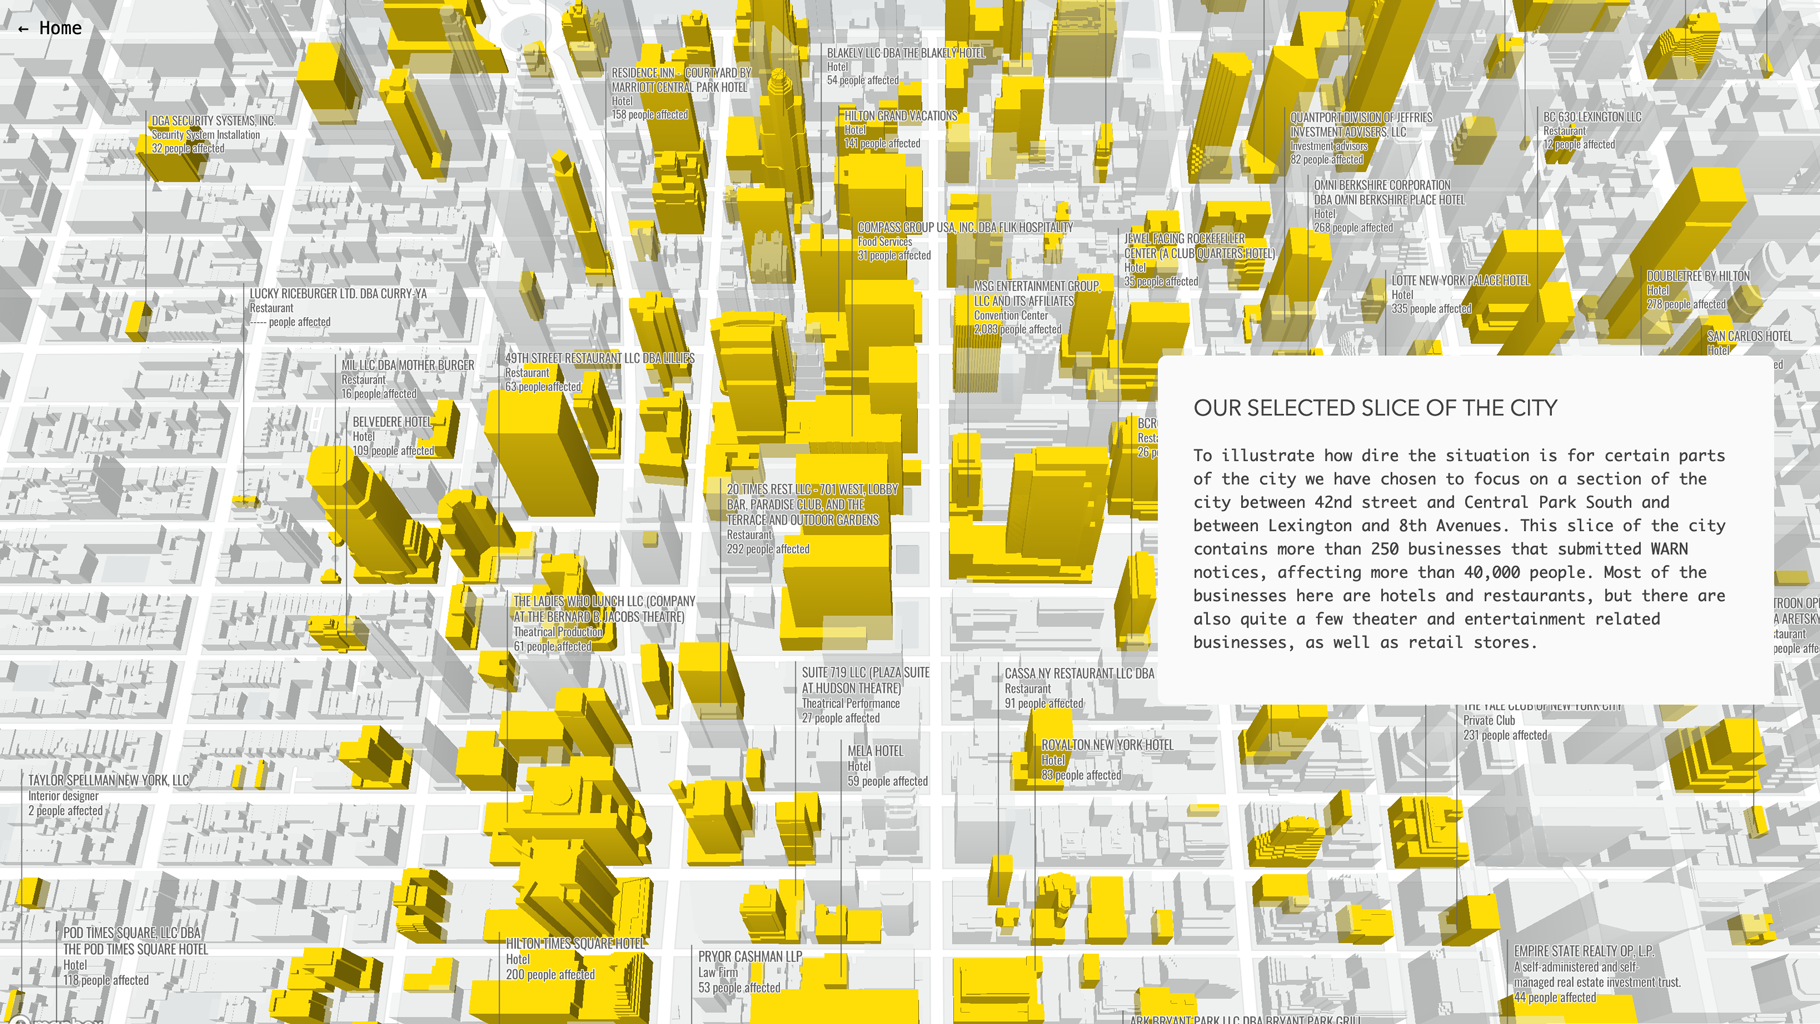 ← Home
BLAKELY LLC DBA THE BLAKELY HOTEL
Hotel
54 people affected
RESIDENCE INN - COURTYARD BY
MARRIOTT CENTRAL PARK HOTEL
Hotel
158 people affected
HILTON GRAND VACATIONS
Hotel
141 people affected
DGA SECURITY SYSTEMS, INC.
Security System Installation
32 people affected
QUANTPORT DIVISION OF JEFFRIES
INVESTMENT ADVISERS, LLC
Investment advisors
82 people affected
BC 630 LEXINGTON LLC
Restaurant
12 people affected
OMNI BERKSHIRE CORPORATION
DBA OMNI BERKSHIRE PLACE HOTEL
Hotel
268 people affected
COMPASS GROUP USA, INC. DBA FLIK HOSPITALITY
Food Services
31 people affected
JEWEL FACING ROCKEFELLER
CENTER (A CLUB QUARTERS HOTEL)
Hotel
35 people affected
LOTTE NEW YORK PALACE HOTEL
Hotel
335 people affected
DOUBLETREE BY HILTON
Hotel
278 people affected
MSG ENTERTAINMENT GROUP,
LLC AND ITS AFFILIATES
Convention Center
2,083 people affected
LUCKY RICEBURGER LTD. DBA CURRY-YA
Restaurant
----- people affected
SAN CARLOS HOTEL
Hotel
MIL LLC DBA MOTHER BURGER
Restaurant
16 people affected
49TH STREET RESTAURANT LLC DBA LILLIES
Restaurant
63 people affected
BELVEDERE HOTEL
Hotel
109 people affected
BCR
Resta
26 p
OUR SELECTED SLICE OF THE CITY
To illustrate how dire the situation is for certain parts
of the city we have chosen to focus on a section of the
city between 42nd street and Central Park South and
between Lexington and 8th Avenues. This slice of the city
contains more than 250 businesses that submitted WARN
notices, affecting more than 40,000 people. Most of the
businesses here are hotels and restaurants, but there are
also quite a few theater and entertainment related
businesses, as well as retail stores.
20 TIMES REST LLC - 701 WEST, LOBBY
BAR, PARADISE CLUB, AND THE
TERRACE AND OUTDOOR GARDENS
Restaurant
292 people affected
THE LADIES WHO LUNCH LLC (COMPANY
AT THE BERNARD B. JACOBS THEATRE)
Theatrical Production
61 people affected
TROON OP
A ARETSKY
staurant
people affe
SUITE 719 LLC (PLAZA SUITE
AT HUDSON THEATRE)
Theatrical Performance
27 people affected
CASSA NY RESTAURANT LLC DBA
Restaurant
91 people affected
THE YALE CLUB OF NEW YORK CITY
Private Club
231 people affected
MELA HOTEL
Hotel
59 people affected
ROYALTON NEW YORK HOTEL
Hotel
83 people affected
TAYLOR SPELLMAN NEW YORK, LLC
Interior designer
2 people affected
POD TIMES SQUARE, LLC DBA
THE POD TIMES SQUARE HOTEL
Hotel
118 people affected
HILTON TIMES SQUARE HOTEL
Hotel
200 people affected
PRYOR CASHMAN LLP
Law Firm
53 people affected
EMPIRE STATE REALTY OP, L.P.
A self-administered and self-
managed real estate investment trust.
44 people affected
ARK BRYANT PARK LLC DBA BRYANT PARK GRILL
mapbox